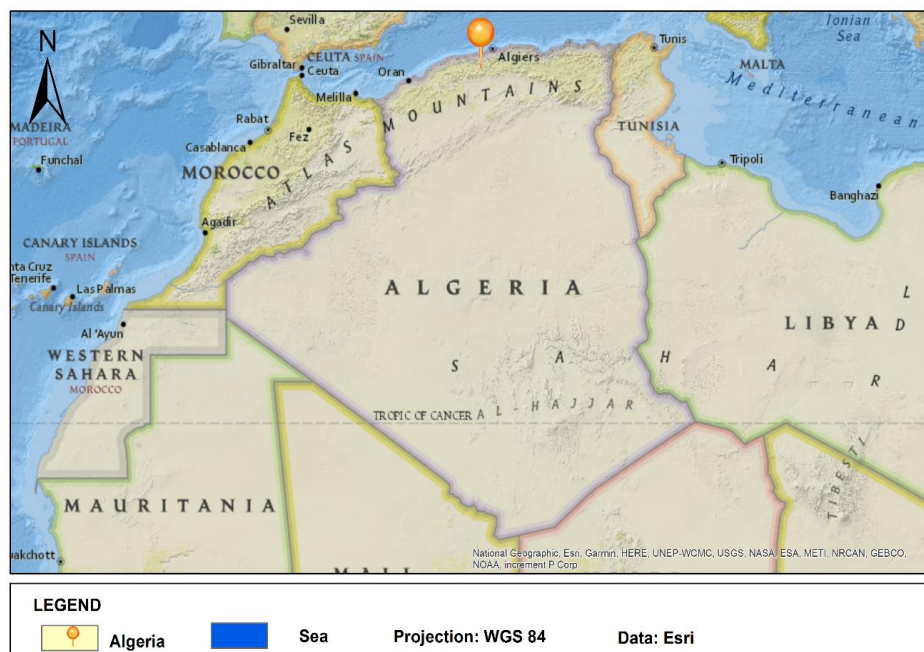 Sevilla
Ionian
Sea
N
CEUTA SPAIN
Gibraltar
Ceuta
Algiers
Tunis
MALTA
Oran
Melilla
Mediterranean
MADEIRA
PORTUGAL
Funchal
Rabat
Fez
Casablanca
MOROCCO
ATLAS MOUNTAINS
TUNISIA
Tripoli
Banghazi
Agadir
CANARY ISLANDS
SPAIN
nta Cruz
Tenerife
Las Palmas
Canary Islands
ALGERIA
Al 'Ayun
LIBYA
WESTERN
SAHARA
MOROCCO
S A H A R
L
D
TROPIC OF CANCER
AL-HAJJAR
TIBESTI
MAURITANIA
uakchott
National Geographic, Esri, Garmin, HERE, UNEP-WCMC, USGS, NASA, ESA, METI, NRCAN, GEBCO,
NOAA, increment P Corp
LEGEND
Algeria Sea Projection: WGS 84 Data: Esri